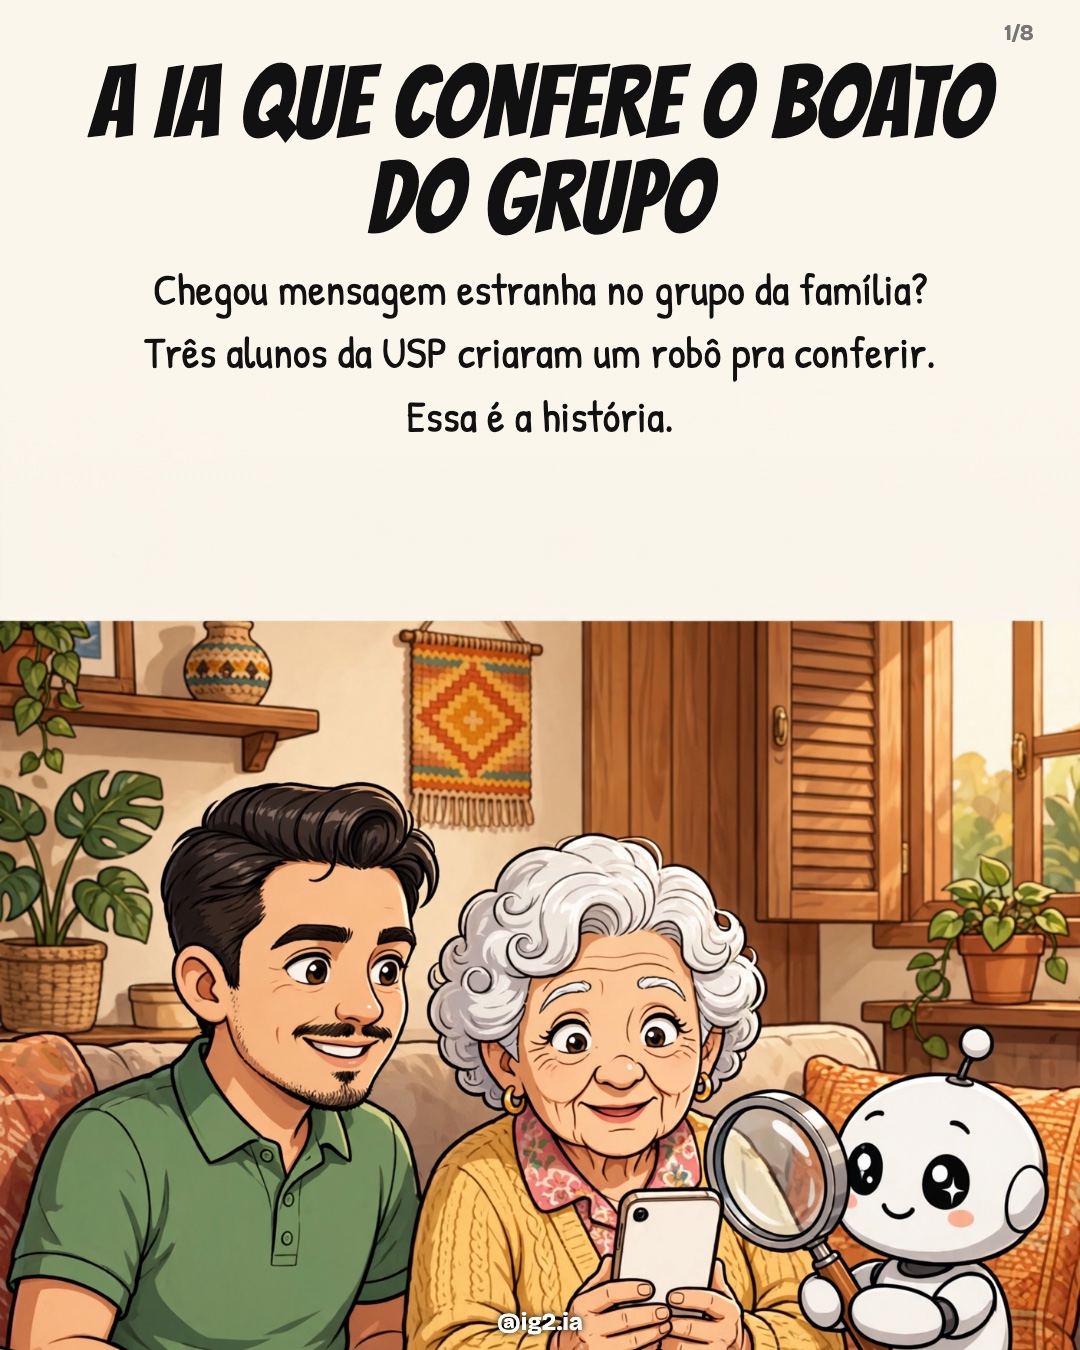 1/8
A IA QUE CONFERE O BOATO
DO GRUPO
Chegou mensagem estranha no grupo da família?
Três alunos da USP criaram um robô pra conferir.
Essa é a história.
@ig2.ia